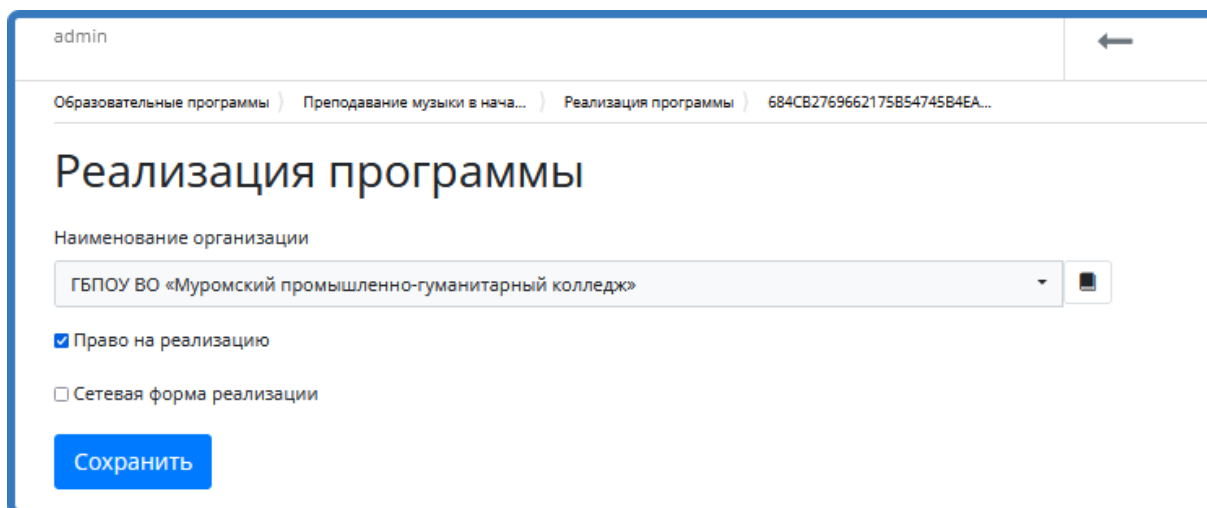 admin
Образовательные программы Преподавание музыки в нача... Реализация программы 684CB2769662175B54745B4EA...
Реализация программы
Наименование организации
ГБПОУ ВО «Муромский промышленно-гуманитарный колледж»
Право на реализацию
Сетевая форма реализации
Сохранить